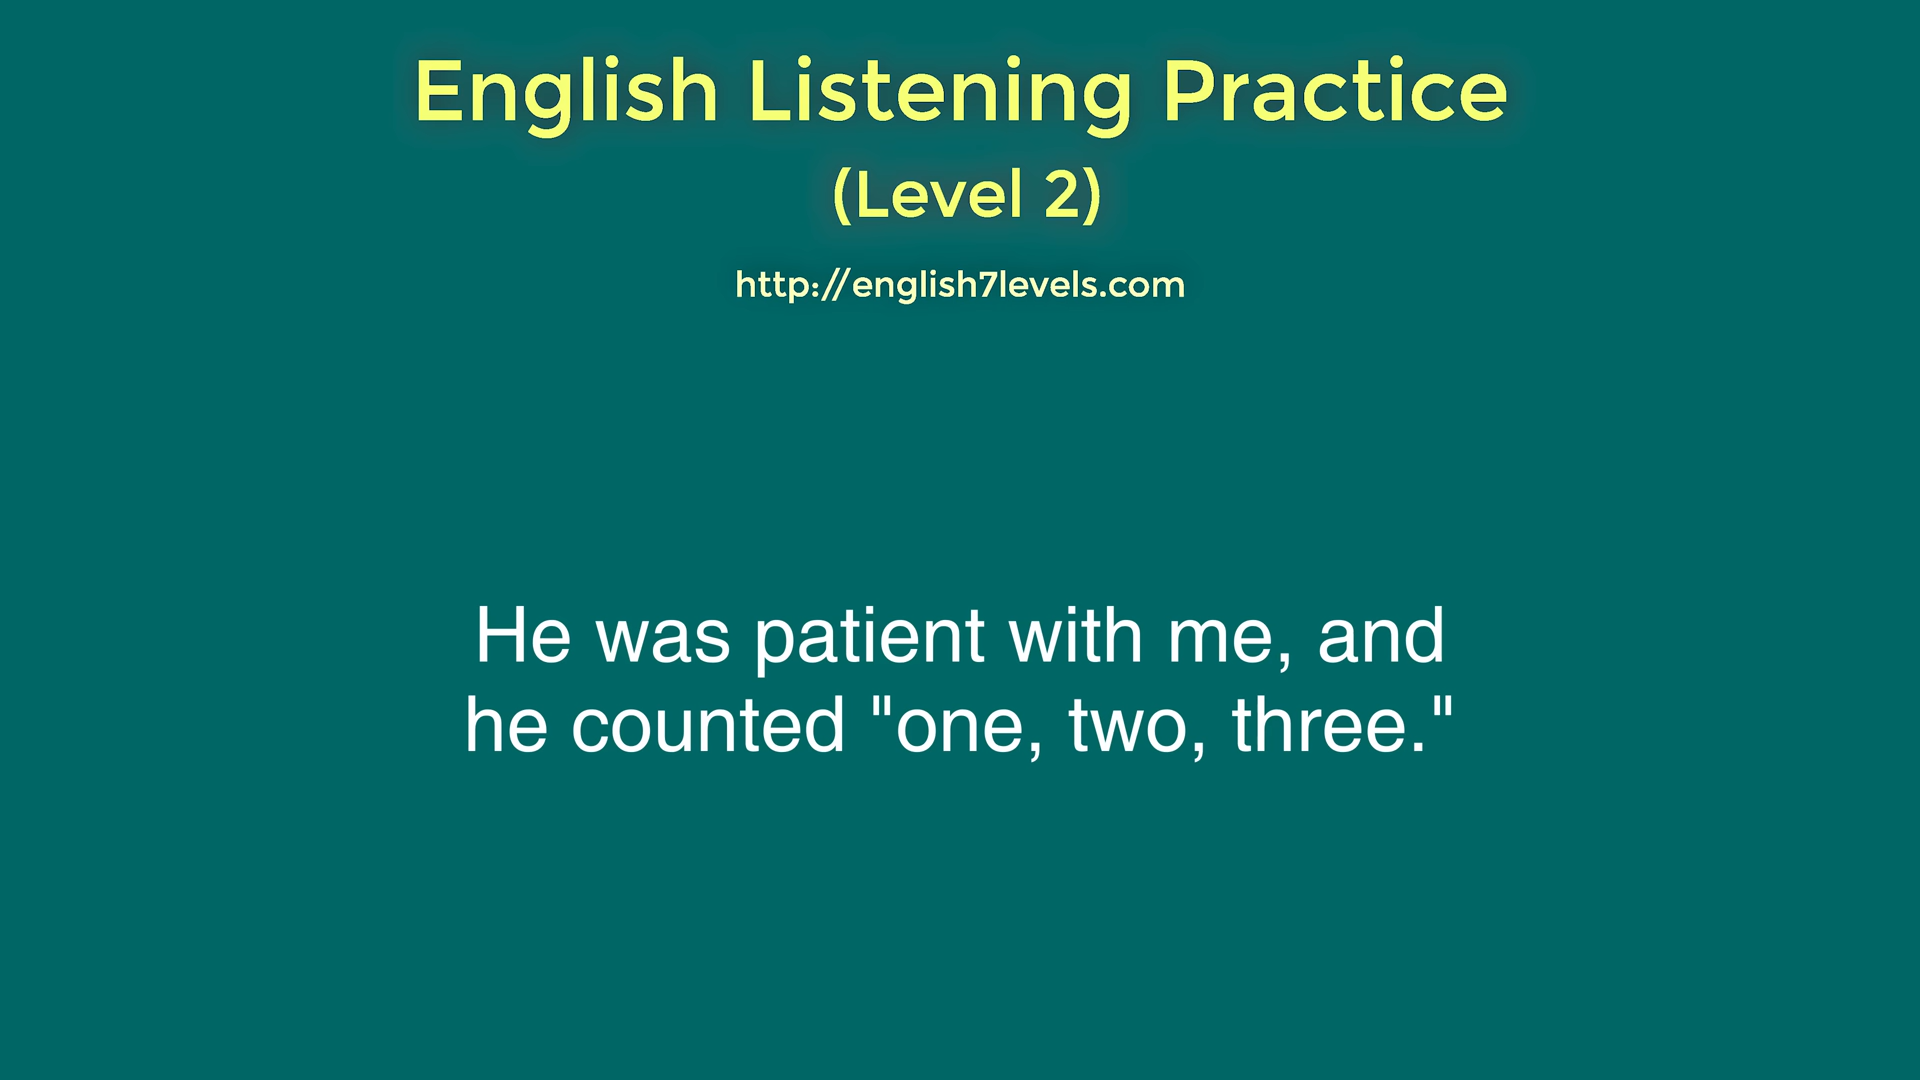 English Listening Practice
(Level 2)
http://english7levels.com
He was patient with me, and
he counted "one, two, three."